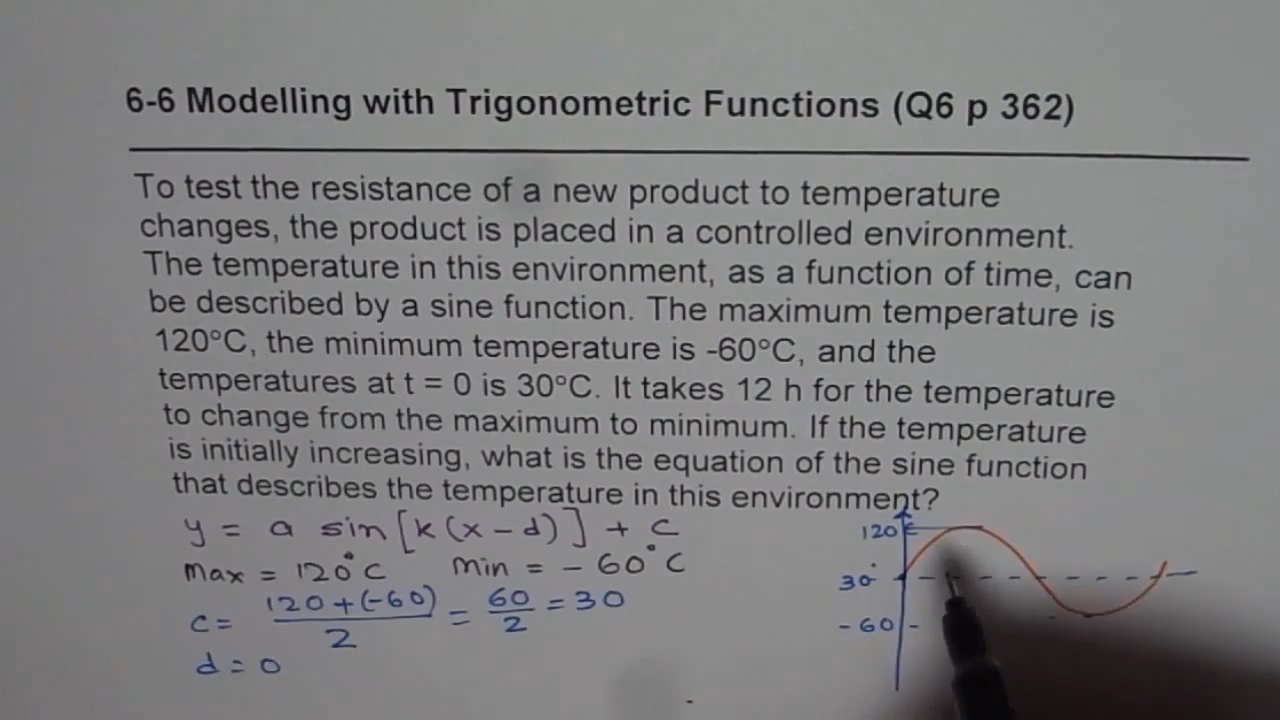 6-6 Modelling with Trigonometric Functions (Q6 p 362)
To test the resistance of a new product to temperature
changes, the product is placed in a controlled environment.
The temperature in this environment, as a function of time, can
be described by a sine function. The maximum temperature is
120°C, the minimum temperature is -60°C, and the
temperatures at t = 0 is 30°C. It takes 12 h for the temperature
to change from the maximum to minimum. If the temperature
is initially increasing, what is the equation of the sine function
that describes the temperature in this environment?
y = a sin [k(x-d)] + c
Max = 120°C Min = -60°C
c = 120+(-60) / 2 = 60 / 2 = 30
d = 0
120
30°
-60